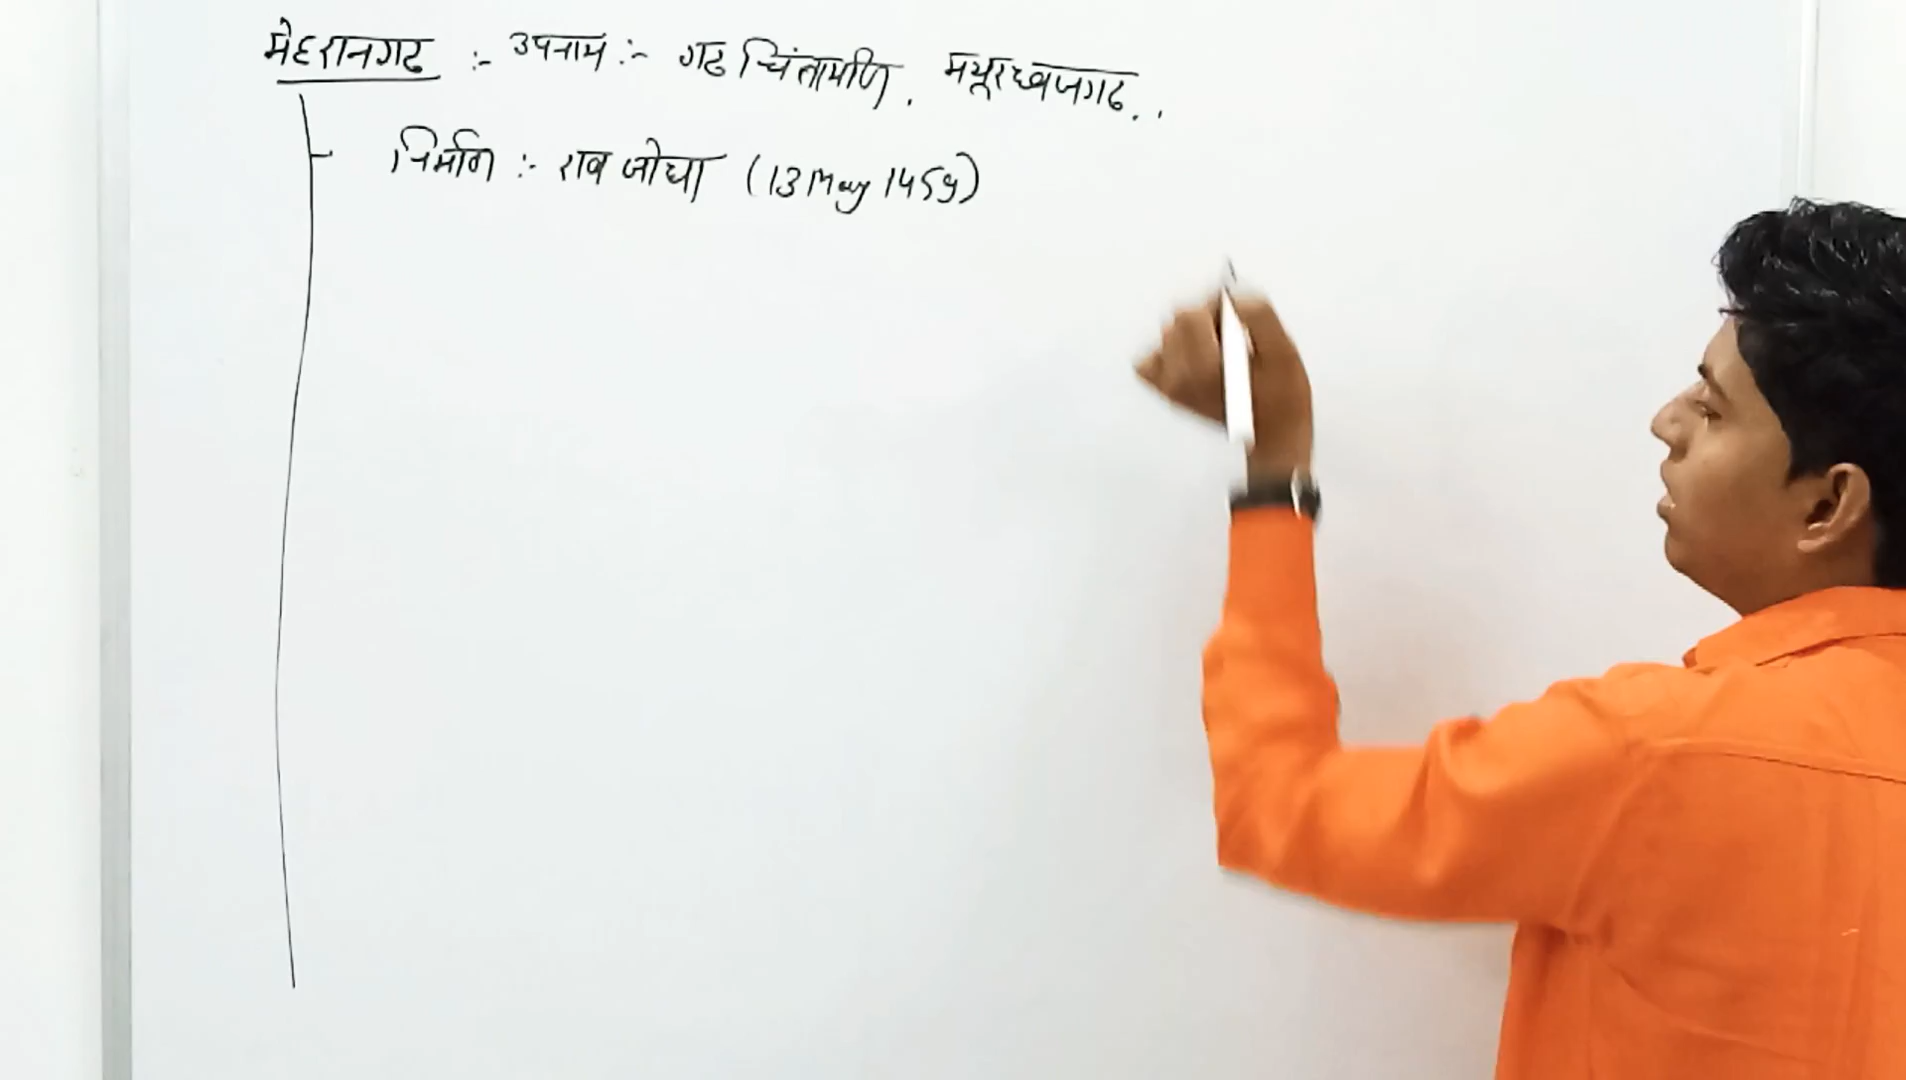 मेहरानगढ :- उपनाम :- गढ चिंतामणि, मयूरध्वजगढ..
निर्माण :- राव जोधा (13 May 1459)